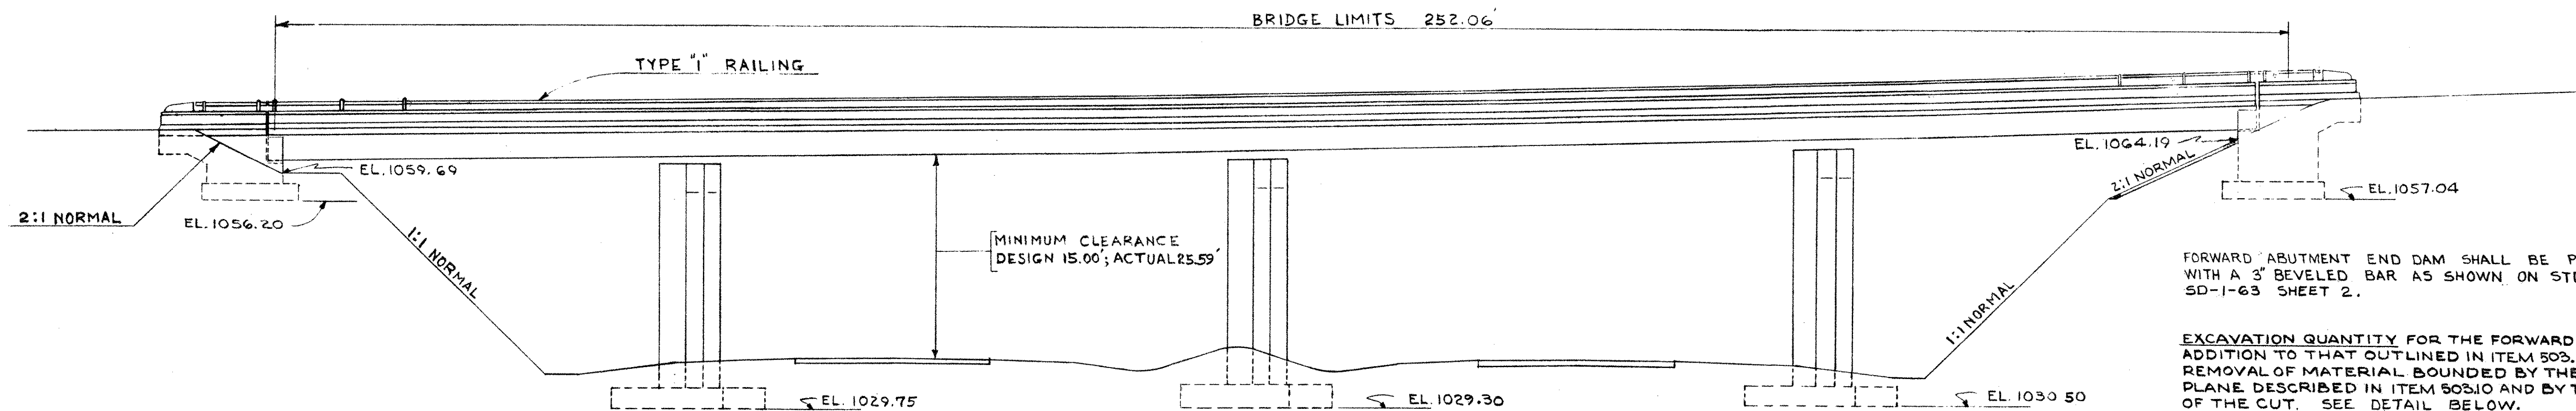 BRIDGE LIMITS 252.06'
TYPE "1" RAILING
EL. 1059.69
EL. 1064.19
2:1 NORMAL
2:1 NORMAL
EL. 1056.20
EL. 1057.04
1:1 NORMAL
MINIMUM CLEARANCE
DESIGN 15.00'; ACTUAL 25.59'
1:1 NORMAL
FORWARD ABUTMENT END DAM SHALL BE P
WITH A 3" BEVELED BAR AS SHOWN ON ST
SD-1-63 SHEET 2.
EXCAVATION QUANTITY FOR THE FORWARD
ADDITION TO THAT OUTLINED IN ITEM 503.
REMOVAL OF MATERIAL BOUNDED BY THE
PLANE DESCRIBED IN ITEM 503.10 AND BY T
OF THE CUT. SEE DETAIL BELOW.
EL. 1029.75
EL. 1029.30
EL. 1030 50